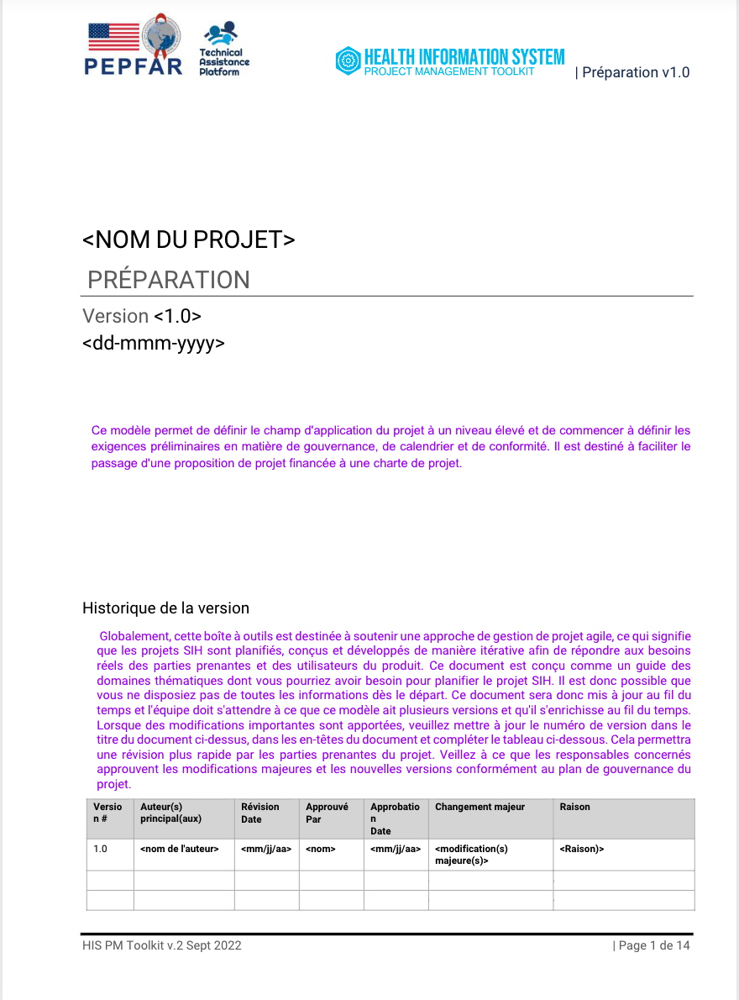 PEPFAR
Technical
Assistance
Platform
HEALTH INFORMATION SYSTEM
PROJECT MANAGEMENT TOOLKIT
| Préparation v1.0
<NOM DU PROJET>
PRÉPARATION
Version <1.0>
<dd-mmm-yyyy>
Ce modèle permet de définir le champ d'application du projet à un niveau élevé et de commencer à définir les
exigences préliminaires en matière de gouvernance, de calendrier et de conformité. Il est destiné à faciliter le
passage d'une proposition de projet financée à une charte de projet.
Historique de la version
Globalement, cette boîte à outils est destinée à soutenir une approche de gestion de projet agile, ce qui signifie
que les projets SIH sont planifiés, conçus et développés de manière itérative afin de répondre aux besoins
réels des parties prenantes et des utilisateurs du produit. Ce document est conçu comme un guide des
domaines thématiques dont vous pourriez avoir besoin pour planifier le projet SIH. Il est donc possible que
vous ne disposiez pas de toutes les informations dès le départ. Ce document sera donc mis à jour au fil du
temps et l'équipe doit s'attendre à ce que ce modèle ait plusieurs versions et qu'il s'enrichisse au fil du temps.
Lorsque des modifications importantes sont apportées, veuillez mettre à jour le numéro de version dans le
titre du document ci-dessus, dans les en-têtes du document et compléter le tableau ci-dessous. Cela permettra
une révision plus rapide par les parties prenantes du projet. Veillez à ce que les responsables concernés
approuvent les modifications majeures et les nouvelles versions conformément au plan de gouvernance du
projet.
Versio
n #
Auteur(s)
principal(aux)
Révision
Date
Approuvé
Par
Approbatio
n
Date
Changement majeur
Raison
1.0
<nom de l'auteur>
<mm/jj/aa>
<nom>
<mm/jj/aa>
<modification(s)
majeure(s)>
<Raison)>
HIS PM Toolkit v.2 Sept 2022
| Page 1 de 14